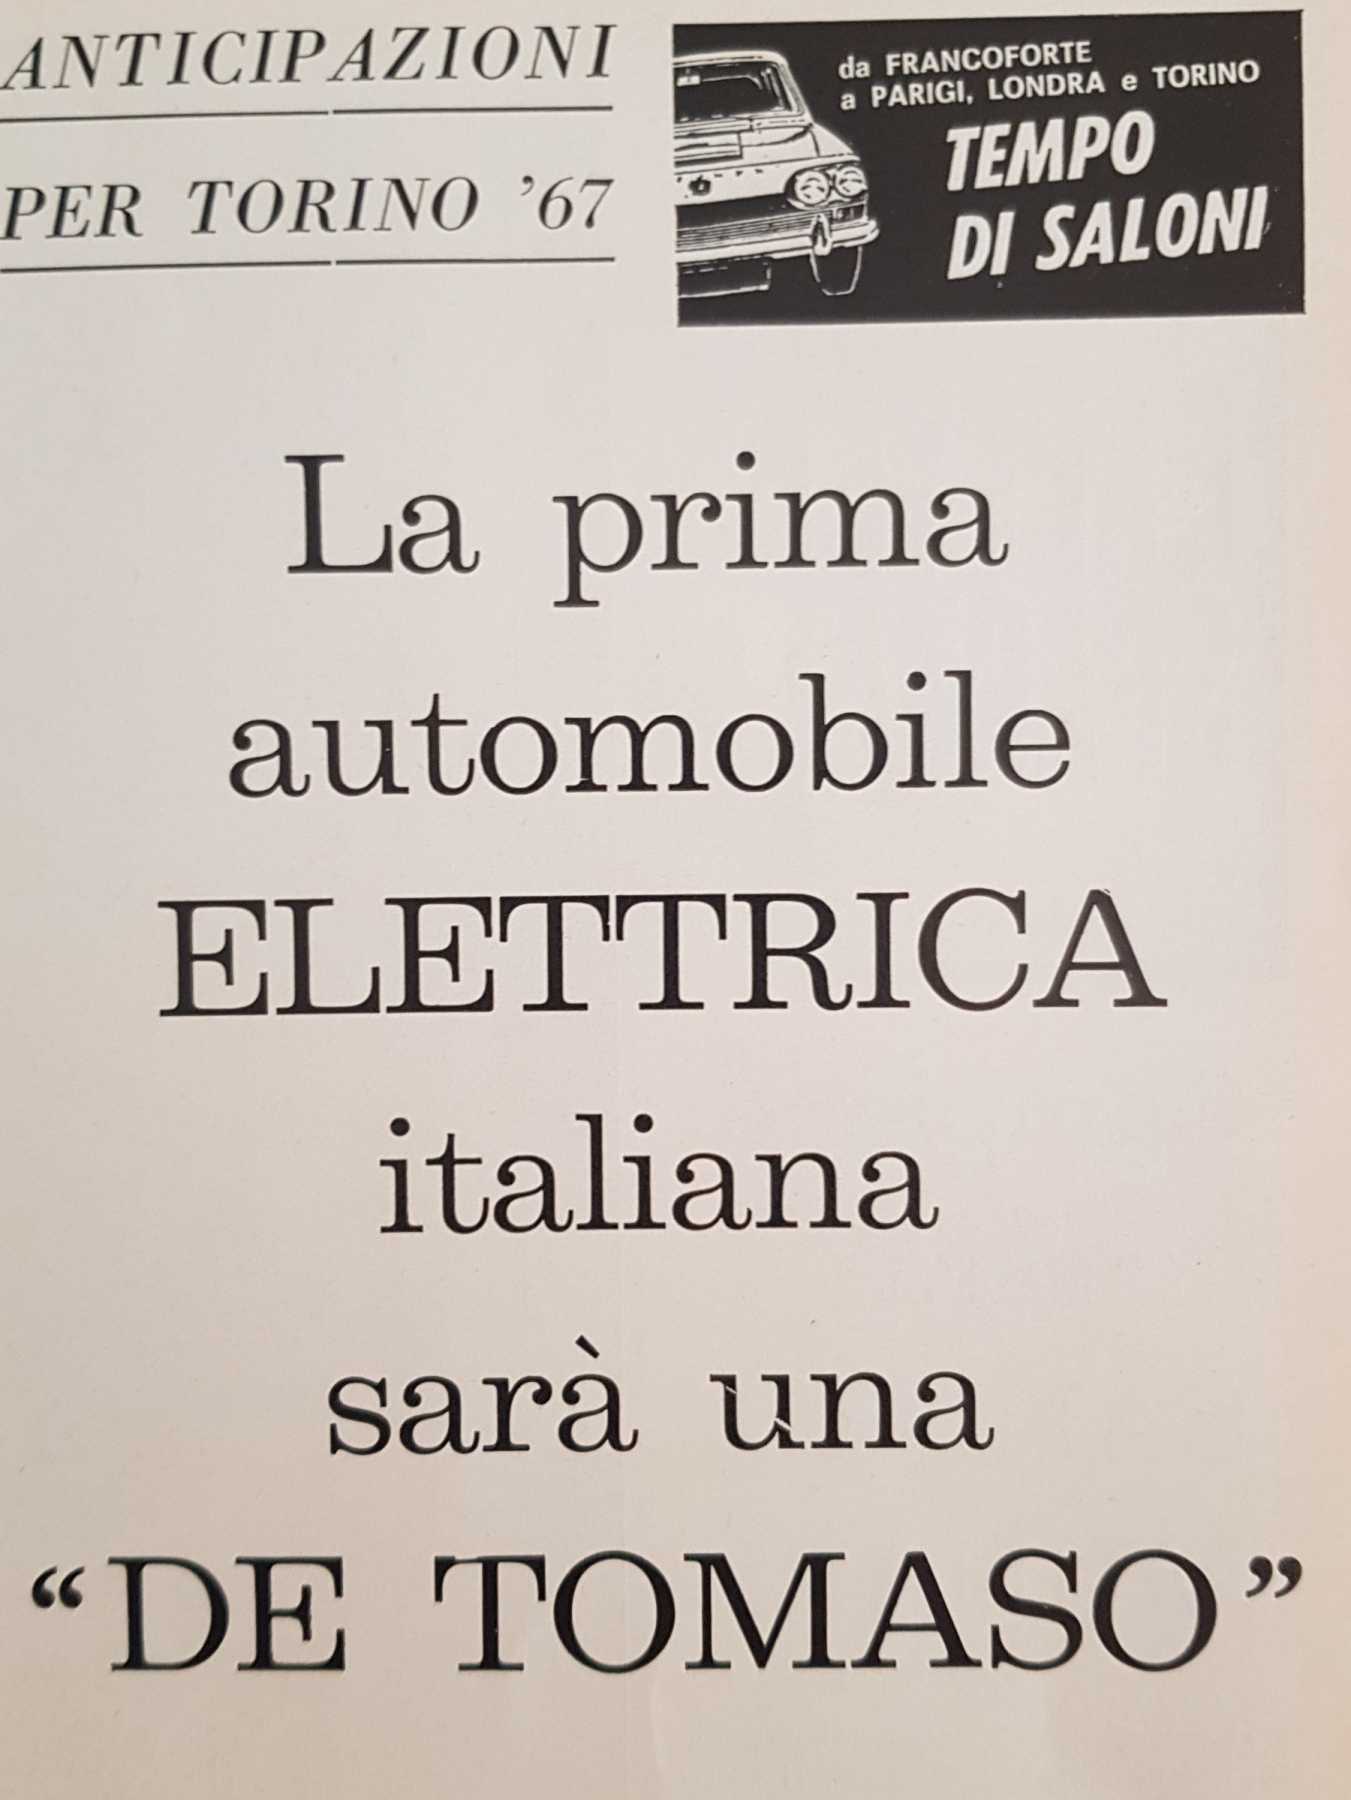 ANTICIPAZIONI
PER TORINO ’67
da FRANCOFORTE
a PARIGI, LONDRA e TORINO
TEMPO
DI SALONI
La prima
automobile
ELETTRICA
italiana
sarà una
“DE TOMASO”